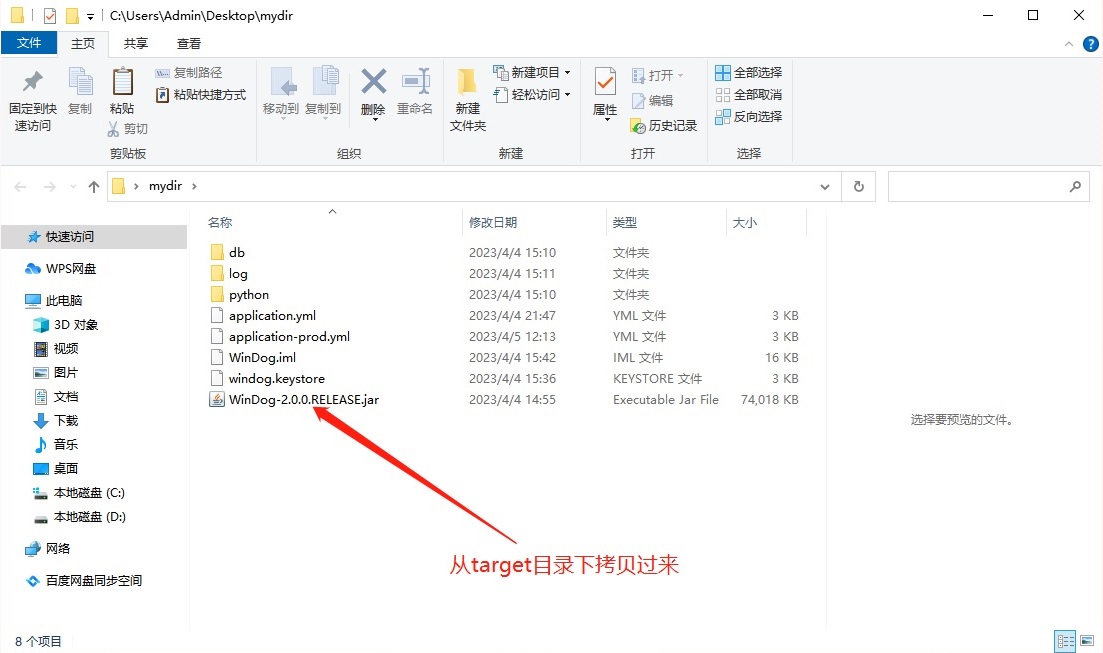 C:\Users\Admin\Desktop\mydir
文件 主页 共享 查看
固定到快速访问
复制
粘贴
复制路径
粘贴快捷方式
剪切
剪贴板
移动到
复制到
删除
重命名
组织
新建文件夹
新建项目
轻松访问
新建
属性
打开
编辑
历史记录
打开
全部选择
全部取消
反向选择
选择
mydir
快速访问
WPS网盘
此电脑
3D 对象
视频
图片
文档
下载
音乐
桌面
本地磁盘 (C:)
本地磁盘 (D:)
网络
百度网盘同步空间
名称 修改日期 类型 大小
db 2023/4/4 15:10 文件夹
log 2023/4/4 15:11 文件夹
python 2023/4/4 15:10 文件夹
application.yml 2023/4/4 21:47 YML 文件 3 KB
application-prod.yml 2023/4/5 12:13 YML 文件 3 KB
WinDog.iml 2023/4/4 15:42 IML 文件 16 KB
windog.keystore 2023/4/4 15:36 KEYSTORE 文件 3 KB
WinDog-2.0.0.RELEASE.jar 2023/4/4 14:55 Executable Jar File 74,018 KB
选择要预览的文件。
从target目录下拷贝过来
8 个项目